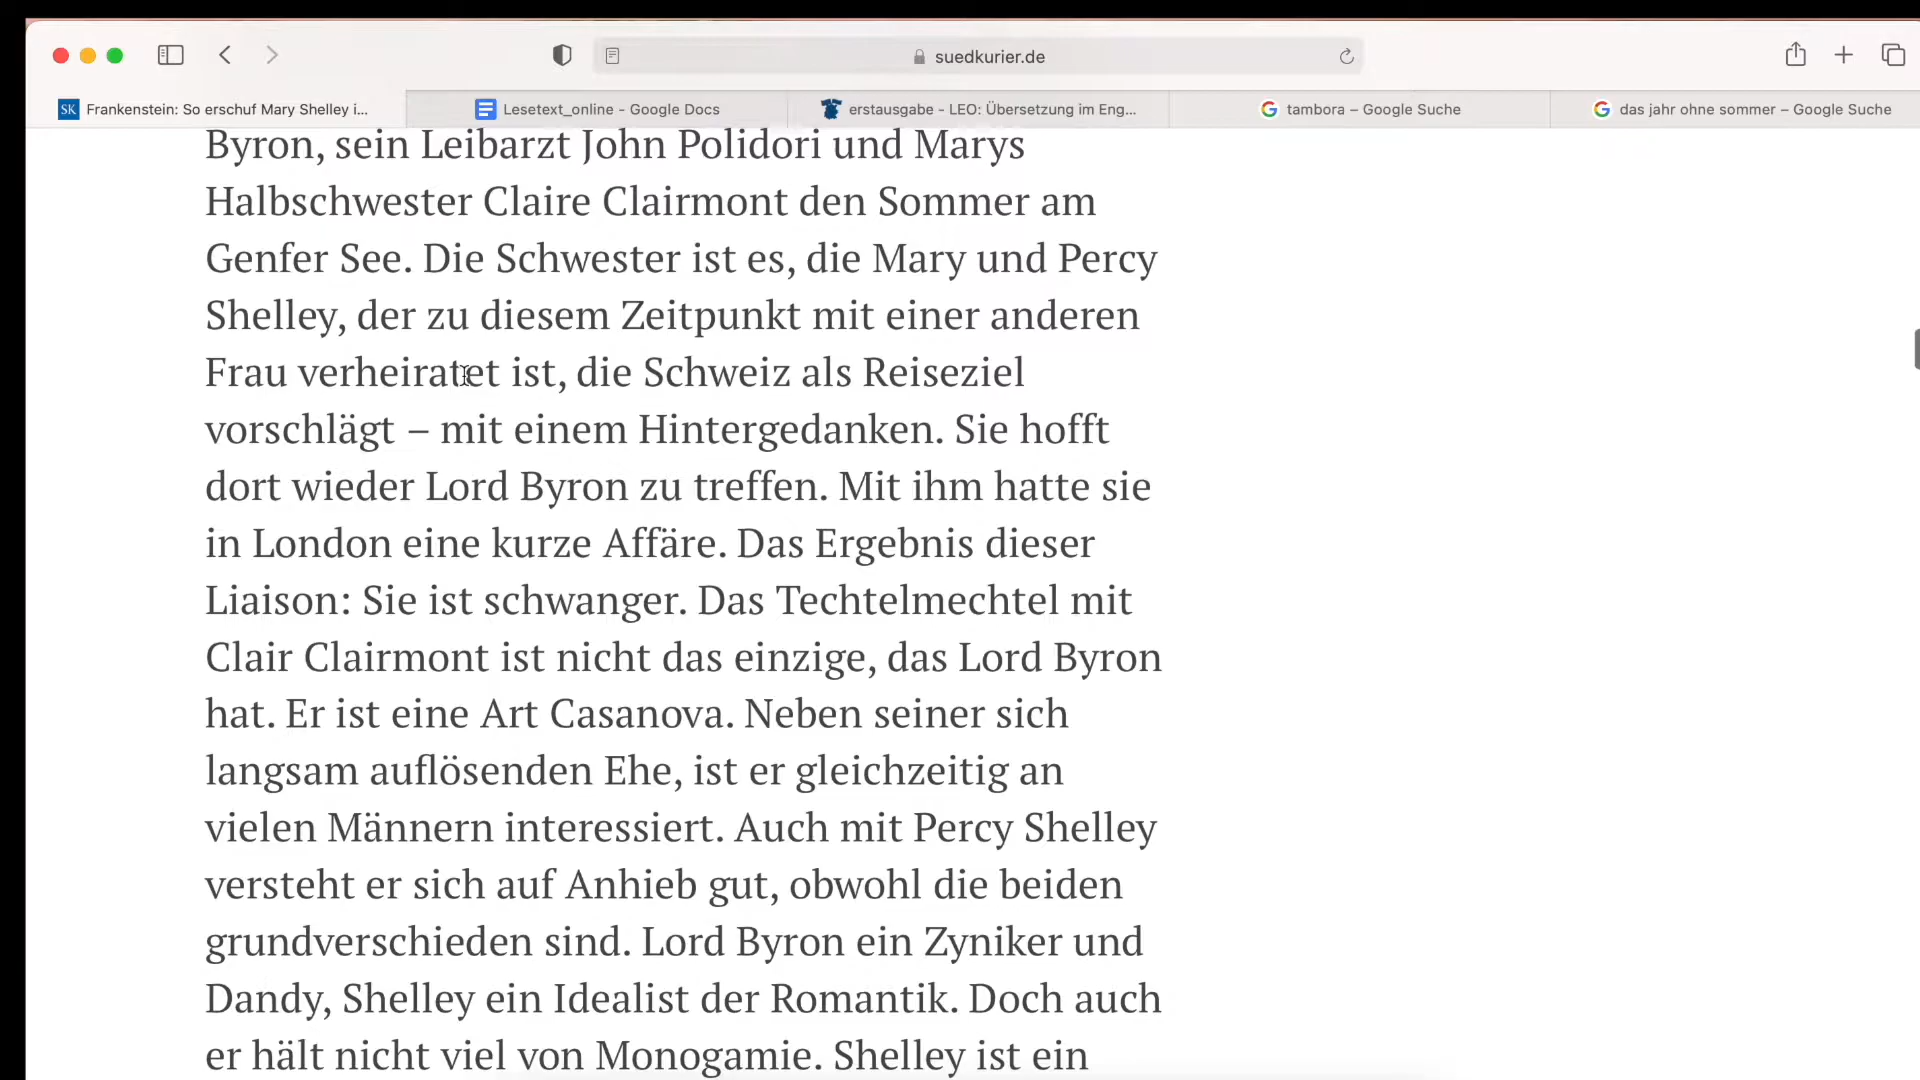 suedkurier.de
SK Frankenstein: So erschuf Mary Shelley i...
Lesetext_online - Google Docs
erstausgabe - LEO: Übersetzung im Eng...
tambora – Google Suche
das jahr ohne sommer – Google Suche
Byron, sein Leibarzt John Polidori und Marys
Halbschwester Claire Clairmont den Sommer am
Genfer See. Die Schwester ist es, die Mary und Percy
Shelley, der zu diesem Zeitpunkt mit einer anderen
Frau verheiratet ist, die Schweiz als Reiseziel
vorschlägt – mit einem Hintergedanken. Sie hofft
dort wieder Lord Byron zu treffen. Mit ihm hatte sie
in London eine kurze Affäre. Das Ergebnis dieser
Liaison: Sie ist schwanger. Das Techtelmechtel mit
Clair Clairmont ist nicht das einzige, das Lord Byron
hat. Er ist eine Art Casanova. Neben seiner sich
langsam auflösenden Ehe, ist er gleichzeitig an
vielen Männern interessiert. Auch mit Percy Shelley
versteht er sich auf Anhieb gut, obwohl die beiden
grundverschieden sind. Lord Byron ein Zyniker und
Dandy, Shelley ein Idealist der Romantik. Doch auch
er hält nicht viel von Monogamie. Shelley ist ein